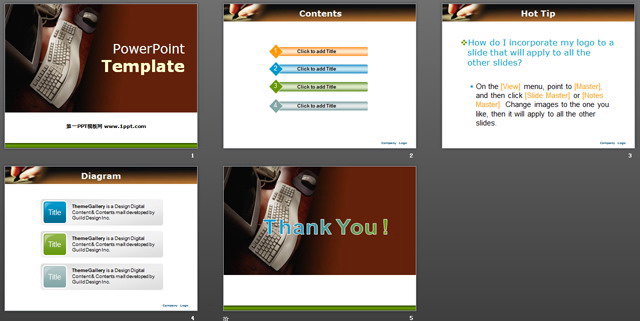 PowerPoint
Template
第一PPT模板网 www.1ppt.com
1
Contents
1 Click to add Title
2 Click to add Title
3 Click to add Title
4 Click to add Title
Company Logo
2
Hot Tip
How do I incorporate my logo to a
slide that will apply to all the
other slides?
On the [View] menu, point to [Master],
and then click [Slide Master] or [Notes
Master]. Change images to the one you
like, then it will apply to all the other
slides.
Company Logo
3
Diagram
Title
ThemeGallery is a Design Digital
Content & Contents mall developed by
Guild Design Inc.
Title
ThemeGallery is a Design Digital
Content & Contents mall developed by
Guild Design Inc.
Title
ThemeGallery is a Design Digital
Content & Contents mall developed by
Guild Design Inc.
Company Logo
4
Thank You !
5